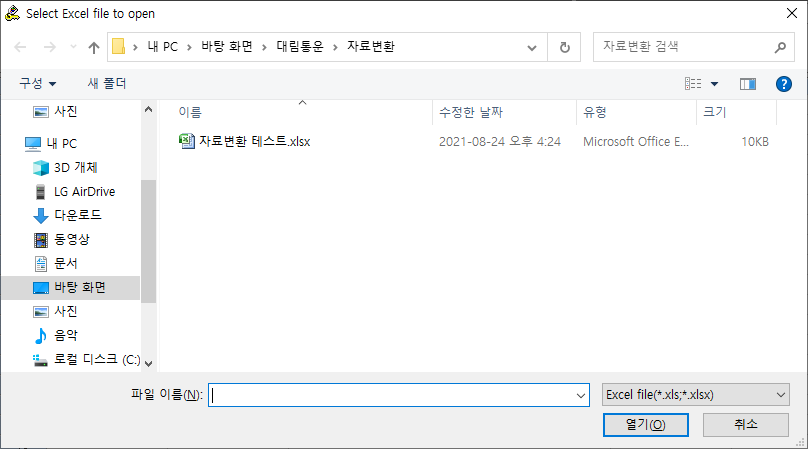 Select Excel file to open
내 PC > 바탕 화면 > 대림통운 > 자료변환
자료변환 검색
구성
새 폴더
이름
수정한 날짜
유형
크기
자료변환 테스트.xlsx
2021-08-24 오후 4:24
Microsoft Office E...
10KB
사진
내 PC
3D 개체
LG AirDrive
다운로드
동영상
문서
바탕 화면
사진
음악
로컬 디스크 (C:)
파일 이름(N):
Excel file(*.xls;*.xlsx)
열기(O)
취소